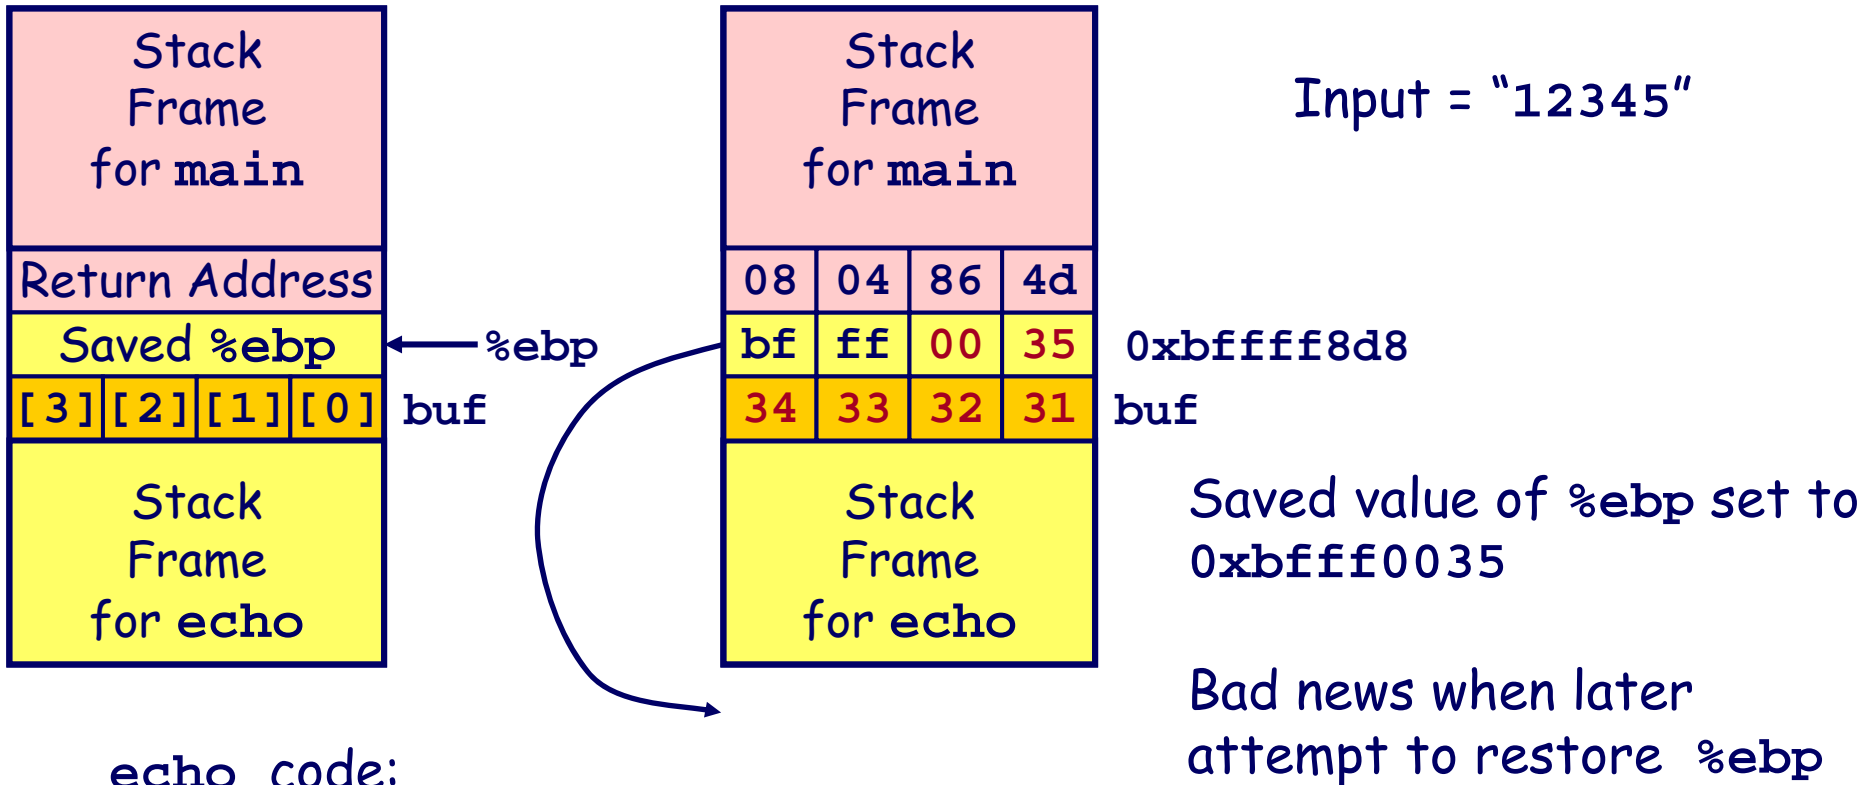 Stack
Frame
for main
Return Address
Saved %ebp
%ebp
[3] [2] [1] [0]
buf
Stack
Frame
for echo
Stack
Frame
for main
08 04 86 4d
bf ff 00 35
0xbffff8d8
34 33 32 31
buf
Stack
Frame
for echo
Input = “12345”
Saved value of %ebp set to
0xbfff0035
Bad news when later
attempt to restore %ebp
echo code: